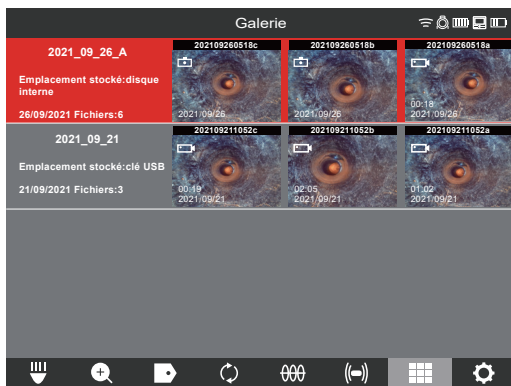 Galerie
2021_09_26_A
Emplacement stocké:disque
interne
26/09/2021 Fichiers:6
202109260518c
2021/09/26
202109260518b
2021/09/26
202109260518a
00:18
2021/09/26
2021_09_21
Emplacement stocké:clé USB
21/09/2021 Fichiers:3
202109211052c
00:19
2021/09/21
202109211052b
02:05
2021/09/21
202109211052a
01:02
2021/09/21